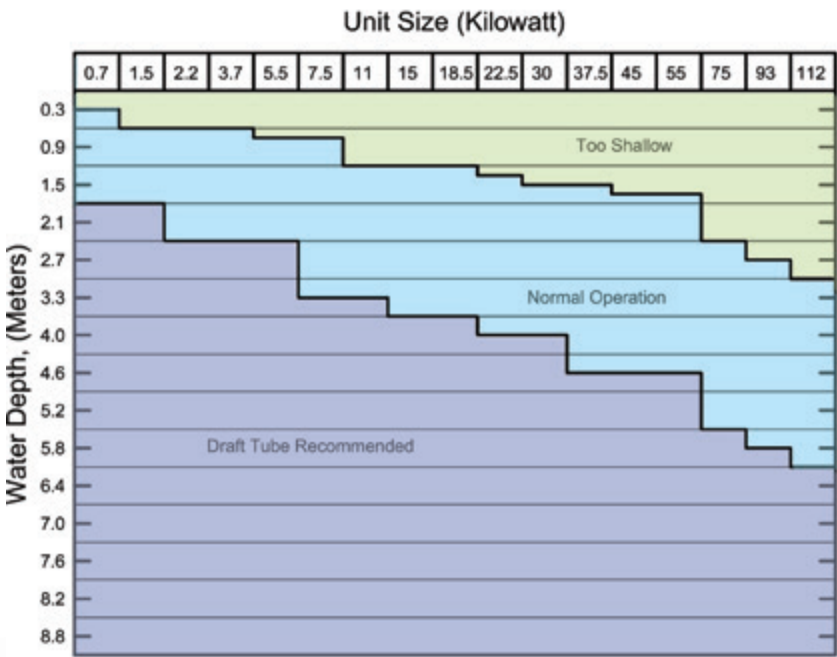 Unit Size (Kilowatt)
0.7 1.5 2.2 3.7 5.5 7.5 11 15 18.5 22.5 30 37.5 45 55 75 93 112
Water Depth, (Meters)
0.3
0.9
Too Shallow
1.5
2.1
2.7
3.3
Normal Operation
4.0
4.6
5.2
5.8
Draft Tube Recommended
6.4
7.0
7.6
8.2
8.8